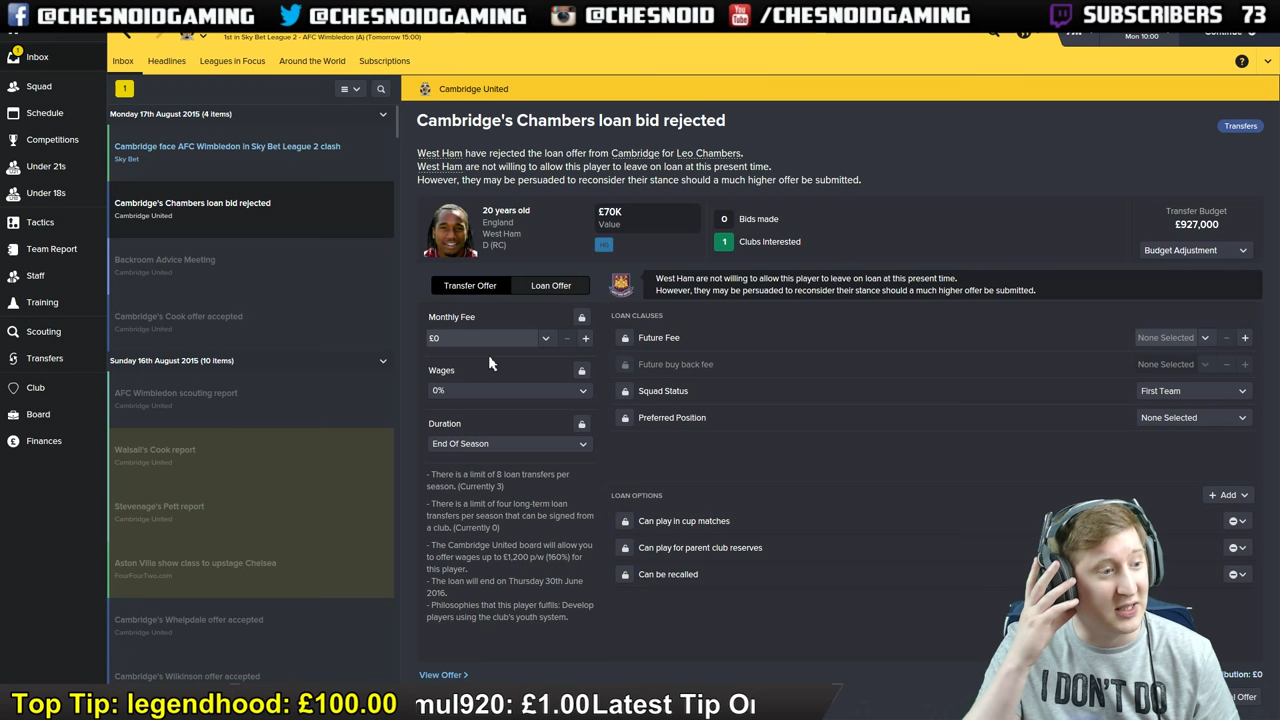 @CHESNOIDGAMING @CHESNOIDGAMING @CHESNOID /CHESNOIDGAMING SUBSCRIBERS 73
1st in Sky Bet League 2 - AFC Wimbledon (A) (Tomorrow 15:00)
Mon 10:00
Continue
1
Inbox
Squad
Schedule
Competitions
Under 21s
Under 18s
Tactics
Team Report
Staff
Training
Scouting
Transfers
Club
Board
Finances
Inbox Headlines Leagues in Focus Around the World Subscriptions
1
Monday 17th August 2015 (4 items)
Cambridge face AFC Wimbledon in Sky Bet League 2 clash
Sky Bet
Cambridge's Chambers loan bid rejected
Cambridge United
Backroom Advice Meeting
Cambridge United
Cambridge's Cook offer accepted
Cambridge United
Sunday 16th August 2015 (10 items)
AFC Wimbledon scouting report
Cambridge United
Walsall's Cook report
Cambridge United
Stevenage's Pett report
Cambridge United
Aston Villa show class to upstage Chelsea
FourFourTwo.com
Cambridge's Whelpdale offer accepted
Cambridge United
Cambridge's Wilkinson offer accepted
Cambridge United
Cambridge United
Cambridge's Chambers loan bid rejected
Transfers
West Ham have rejected the loan offer from Cambridge for Leo Chambers.
West Ham are not willing to allow this player to leave on loan at this present time.
However, they may be persuaded to reconsider their stance should a much higher offer be submitted.
20 years old
England
West Ham
D (RC)
£70K
Value
HG
0 Bids made
1 Clubs Interested
Transfer Budget
£927,000
Budget Adjustment
Transfer Offer Loan Offer
West Ham are not willing to allow this player to leave on loan at this present time.
However, they may be persuaded to reconsider their stance should a much higher offer be submitted.
Monthly Fee
£0
Wages
0%
Duration
End Of Season
- There is a limit of 8 loan transfers per
season. (Currently 3)
- There is a limit of four long-term loan
transfers per season that can be signed from
a club. (Currently 0)
- The Cambridge United board will allow you
to offer wages up to £1,200 p/w (160%) for
this player.
- The loan will end on Thursday 30th June
2016.
- Philosophies that this player fulfils: Develop
players using the club's youth system.
LOAN CLAUSES
Future Fee None Selected
Future buy back fee None Selected
Squad Status First Team
Preferred Position None Selected
LOAN OPTIONS
+ Add
Can play in cup matches
Can play for parent club reserves
Can be recalled
View Offer >
bution: £0
Offer
I DON'T DO
Top Tip: legendhood: £100.00 mul920: £1.00Latest Tip